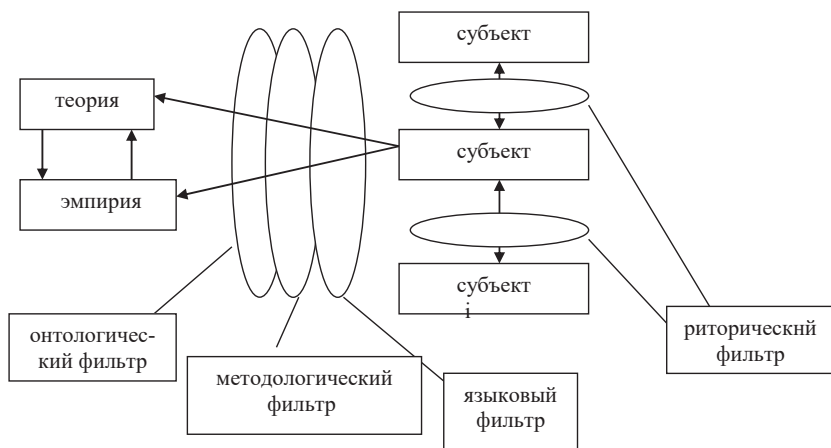 субъект
теория
субъект
эмпирия
субъект
i
онтологичес-
кий фильтр
риторическнй
фильтр
методологический
фильтр
языковый
фильтр